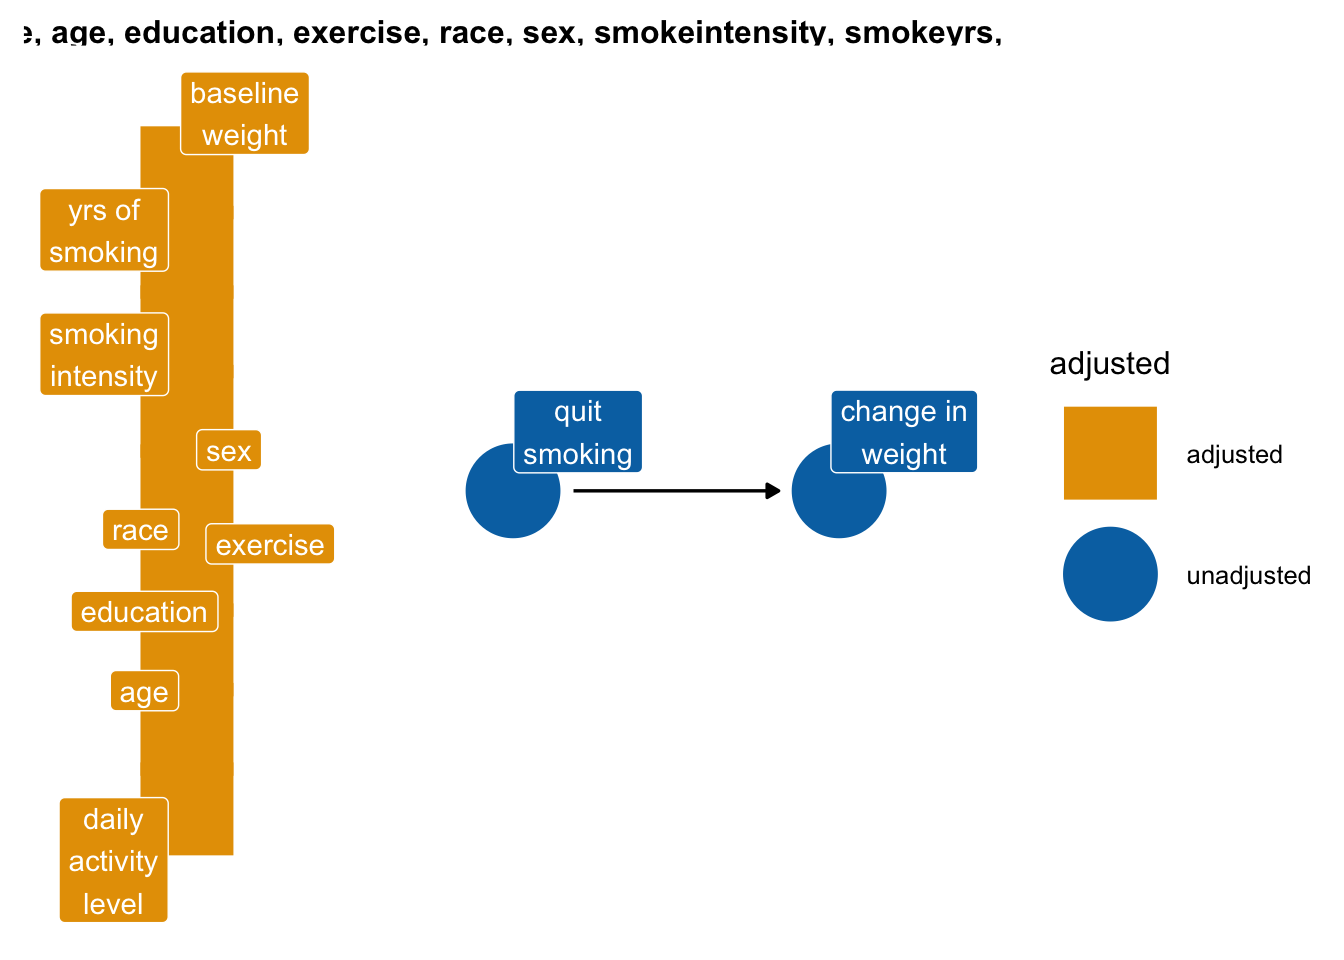 , age, education, exercise, race, sex, smokeintensity, smokeyrs,
baseline
weight
yrs of
smoking
smoking
intensity
sex
race
exercise
education
age
daily
activity
level
quit
smoking
change in
weight
adjusted
adjusted
unadjusted